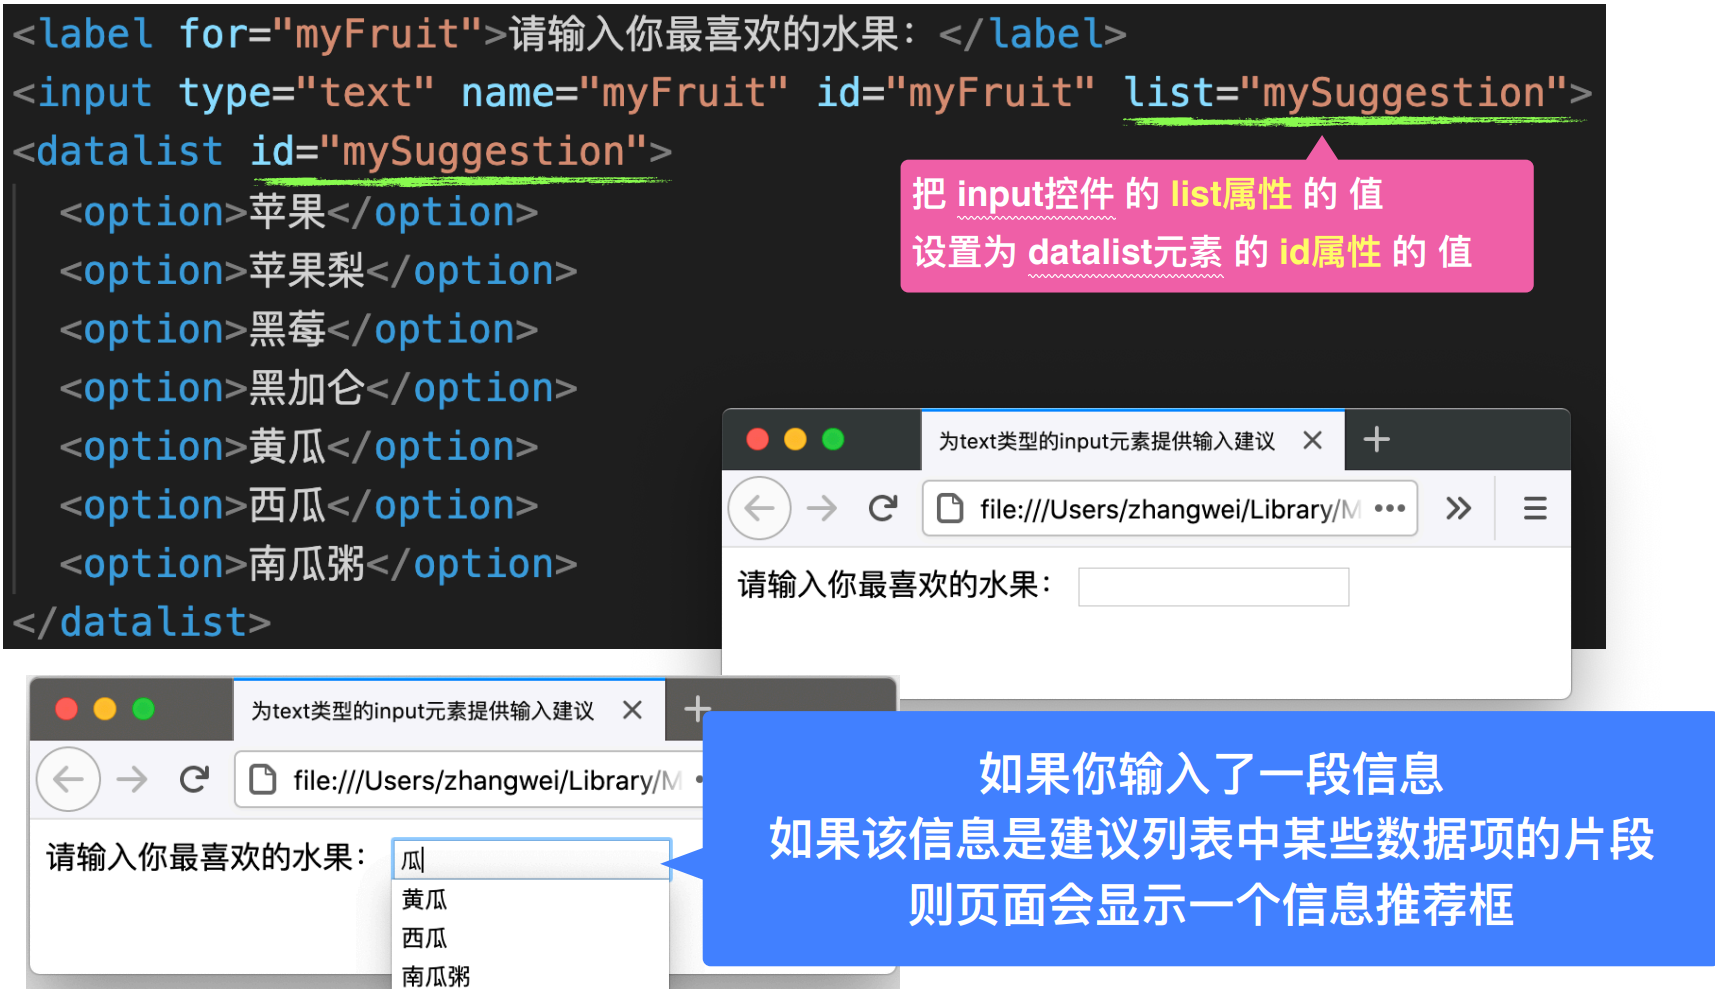 <label for="myFruit">请输入你最喜欢的水果：</label>
<input type="text" name="myFruit" id="myFruit" list="mySuggestion">
<datalist id="mySuggestion">
<option>苹果</option>
<option>苹果梨</option>
<option>黑莓</option>
<option>黑加仑</option>
<option>黄瓜</option>
<option>西瓜</option>
<option>南瓜粥</option>
</datalist>
把 input控件 的 list属性 的 值
设置为 datalist元素 的 id属性 的 值
为text类型的input元素提供输入建议
file:///Users/zhangwei/Library/M
请输入你最喜欢的水果：
为text类型的input元素提供输入建议
file:///Users/zhangwei/Library/M
请输入你最喜欢的水果：
瓜
黄瓜
西瓜
南瓜粥
如果你输入了一段信息
如果该信息是建议列表中某些数据项的片段
则页面会显示一个信息推荐框